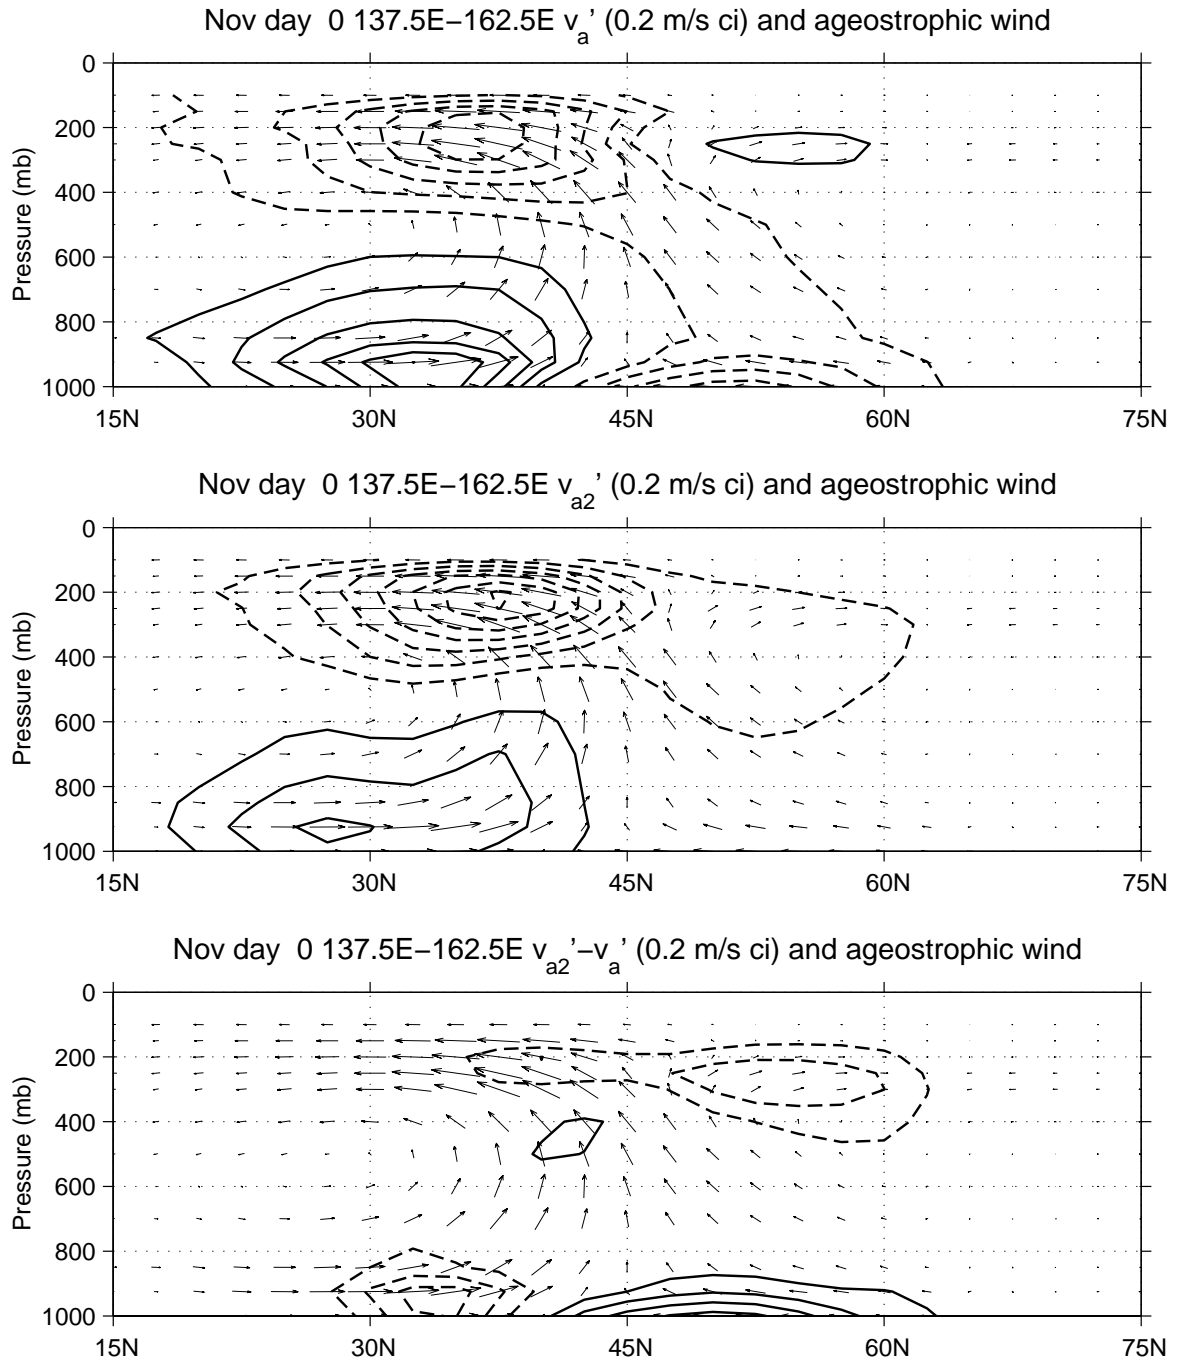 Nov day 0 137.5E−162.5E va’ (0.2 m/s ci) and ageostrophic wind
0
200
400
600
800
1000
Pressure (mb)
15N 30N 45N 60N 75N
Nov day 0 137.5E−162.5E va2’ (0.2 m/s ci) and ageostrophic wind
0
200
400
600
800
1000
Pressure (mb)
15N 30N 45N 60N 75N
Nov day 0 137.5E−162.5E va2’−va’ (0.2 m/s ci) and ageostrophic wind
0
200
400
600
800
1000
Pressure (mb)
15N 30N 45N 60N 75N